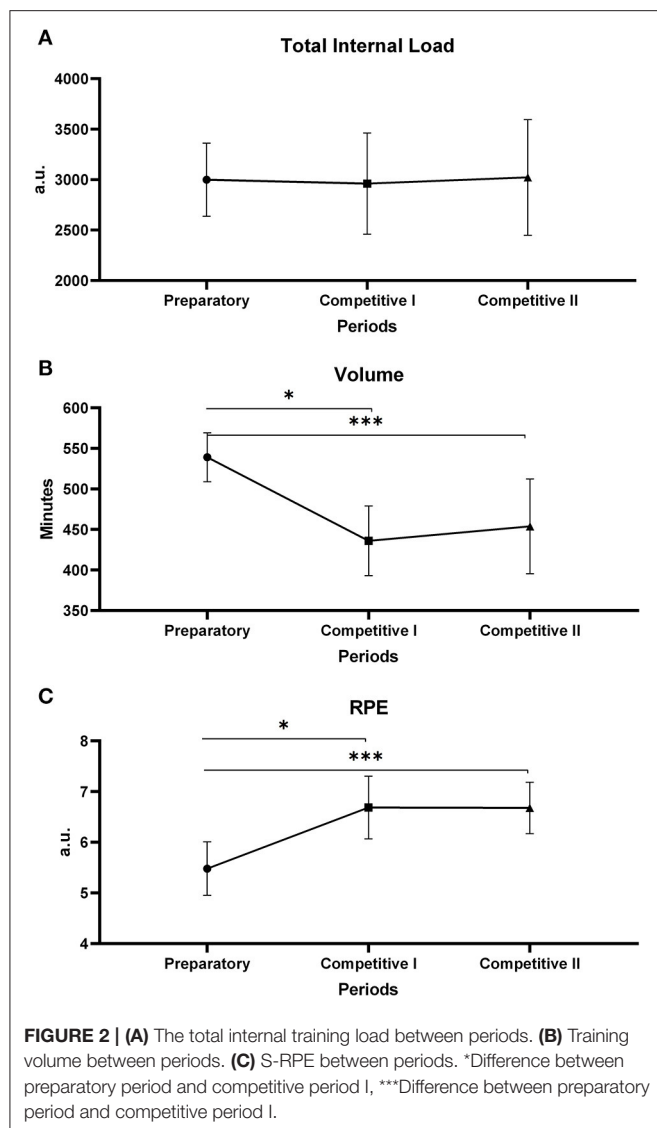 A
Total Internal Load
4000
3500
3000
2500
2000
a.u.
Preparatory Competitive I Competitive II
Periods
B
Volume
*
***
600
550
500
450
400
350
Minutes
Preparatory Competitive I Competitive II
Periods
C
RPE
*
***
8
7
6
5
4
a.u.
Preparatory Competitive I Competitive II
Periods
FIGURE 2 | (A) The total internal training load between periods. (B) Training
volume between periods. (C) S-RPE between periods. *Difference between
preparatory period and competitive period I, ***Difference between preparatory
period and competitive period I.